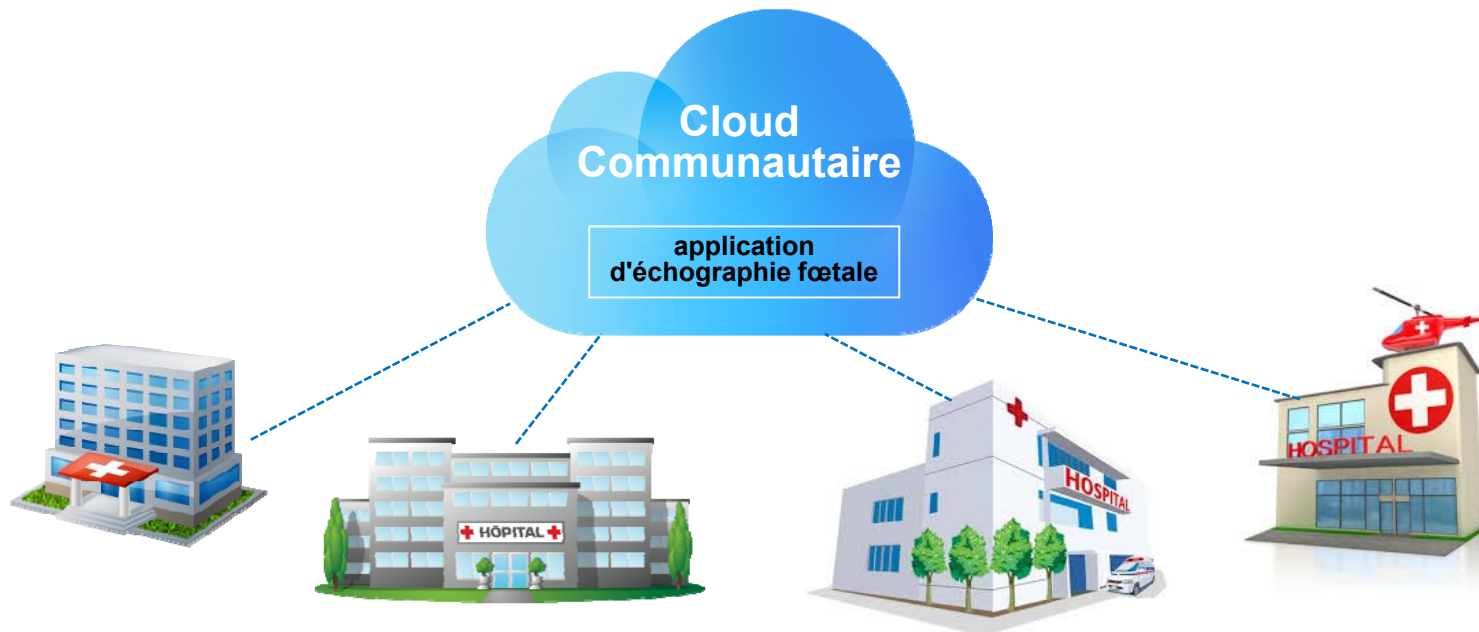 Cloud
Communautaire
application
d'échographie fœtale
HÔPITAL
HOSPITAL
HOSPITAL